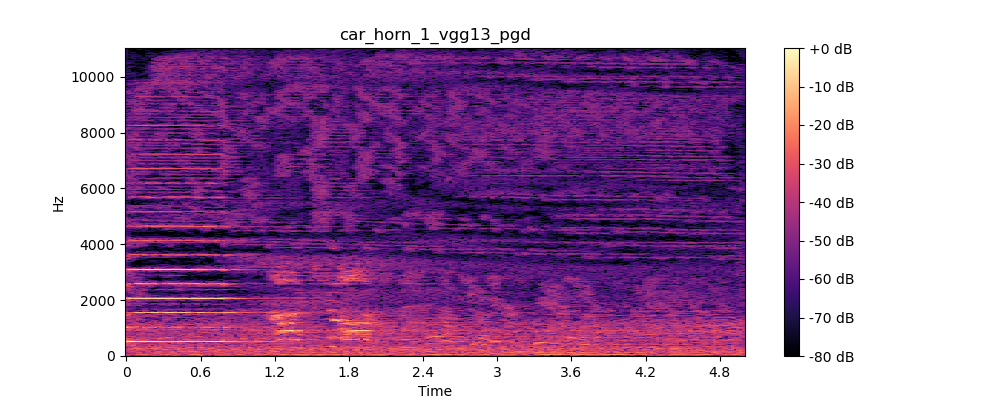 car_horn_1_vgg13_pgd
10000
8000
6000
4000
2000
0
Hz
0 0.6 1.2 1.8 2.4 3 3.6 4.2 4.8
Time
+0 dB
-10 dB
-20 dB
-30 dB
-40 dB
-50 dB
-60 dB
-70 dB
-80 dB